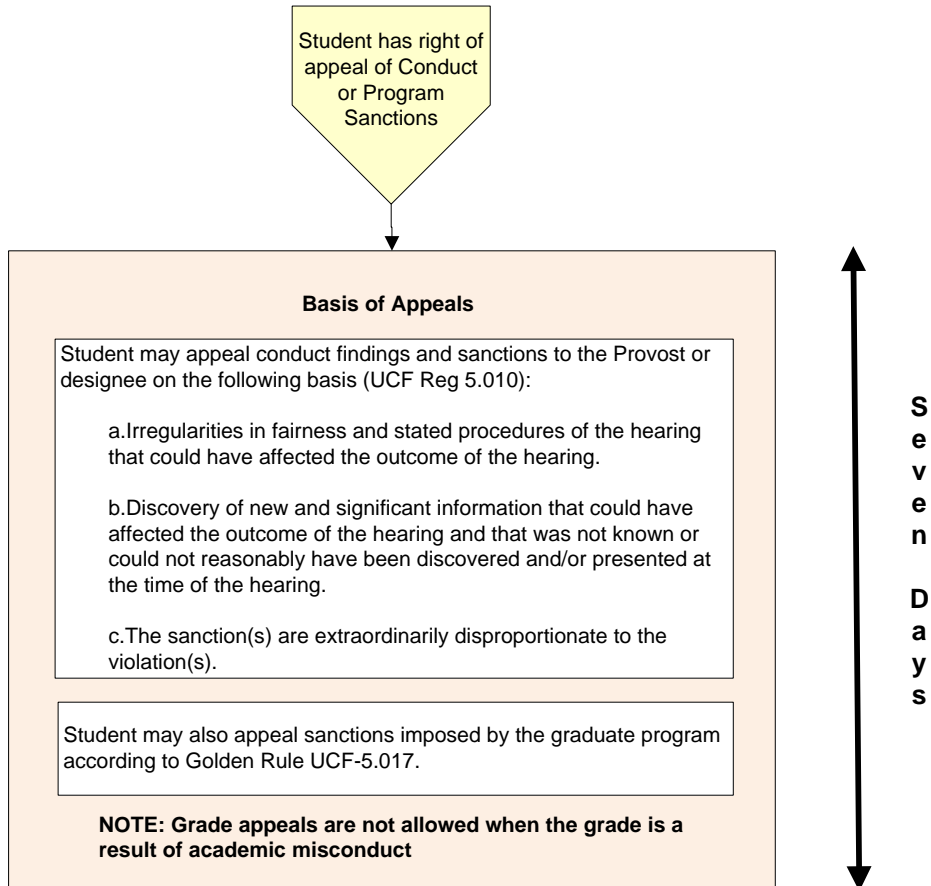 Student has right of
appeal of Conduct
or Program
Sanctions
Basis of Appeals
Student may appeal conduct findings and sanctions to the Provost or
designee on the following basis (UCF Reg 5.010):
a.Irregularities in fairness and stated procedures of the hearing
that could have affected the outcome of the hearing.
b.Discovery of new and significant information that could have
affected the outcome of the hearing and that was not known or
could not reasonably have been discovered and/or presented at
the time of the hearing.
c.The sanction(s) are extraordinarily disproportionate to the
violation(s).
Student may also appeal sanctions imposed by the graduate program
according to Golden Rule UCF-5.017.
NOTE: Grade appeals are not allowed when the grade is a
result of academic misconduct
Seven Days